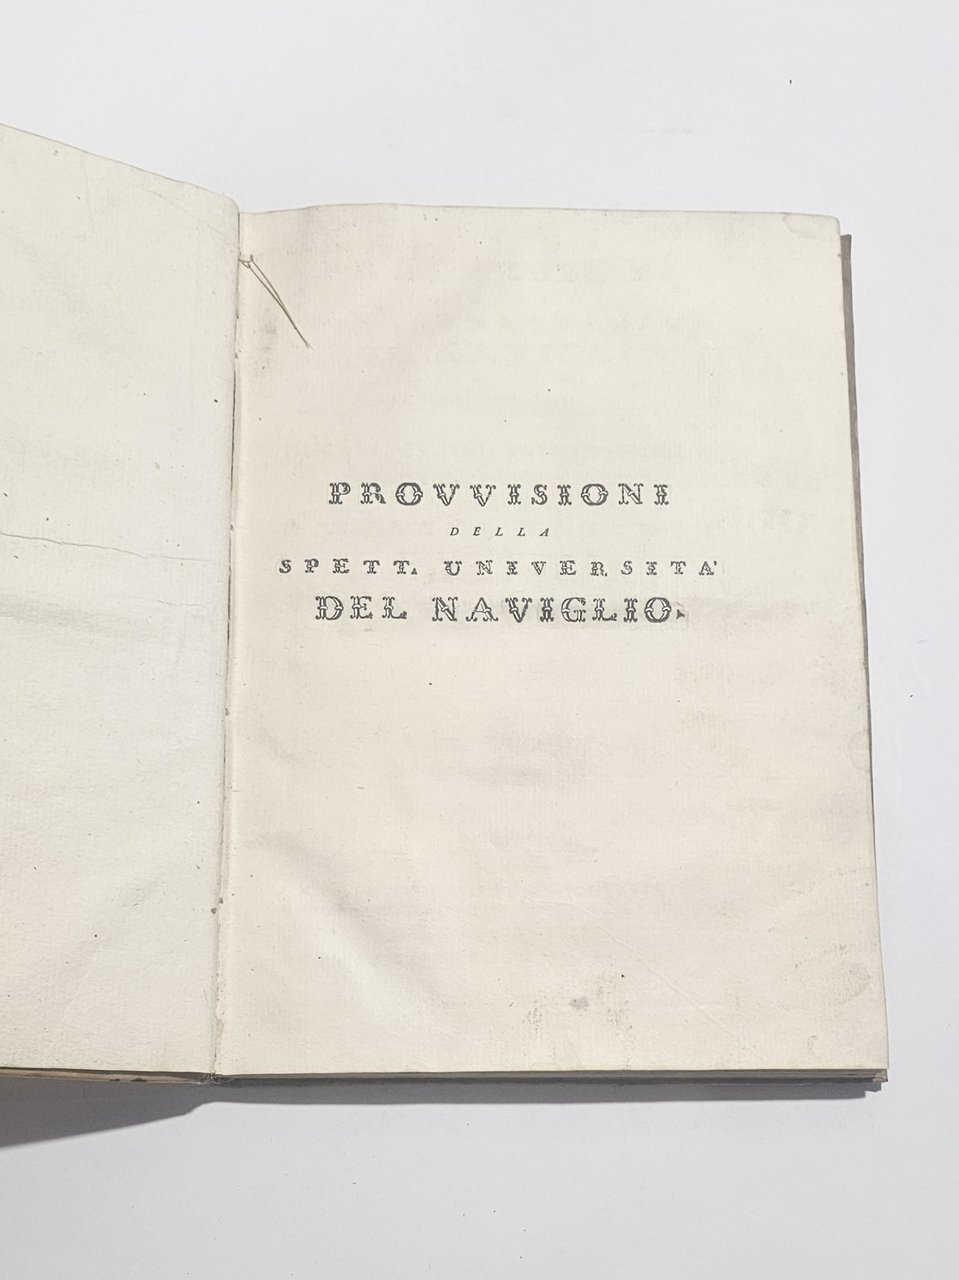 PROVVISIONI
DELLA
SPETT. UNIVERSITA'
DEL NAVIGLIO.